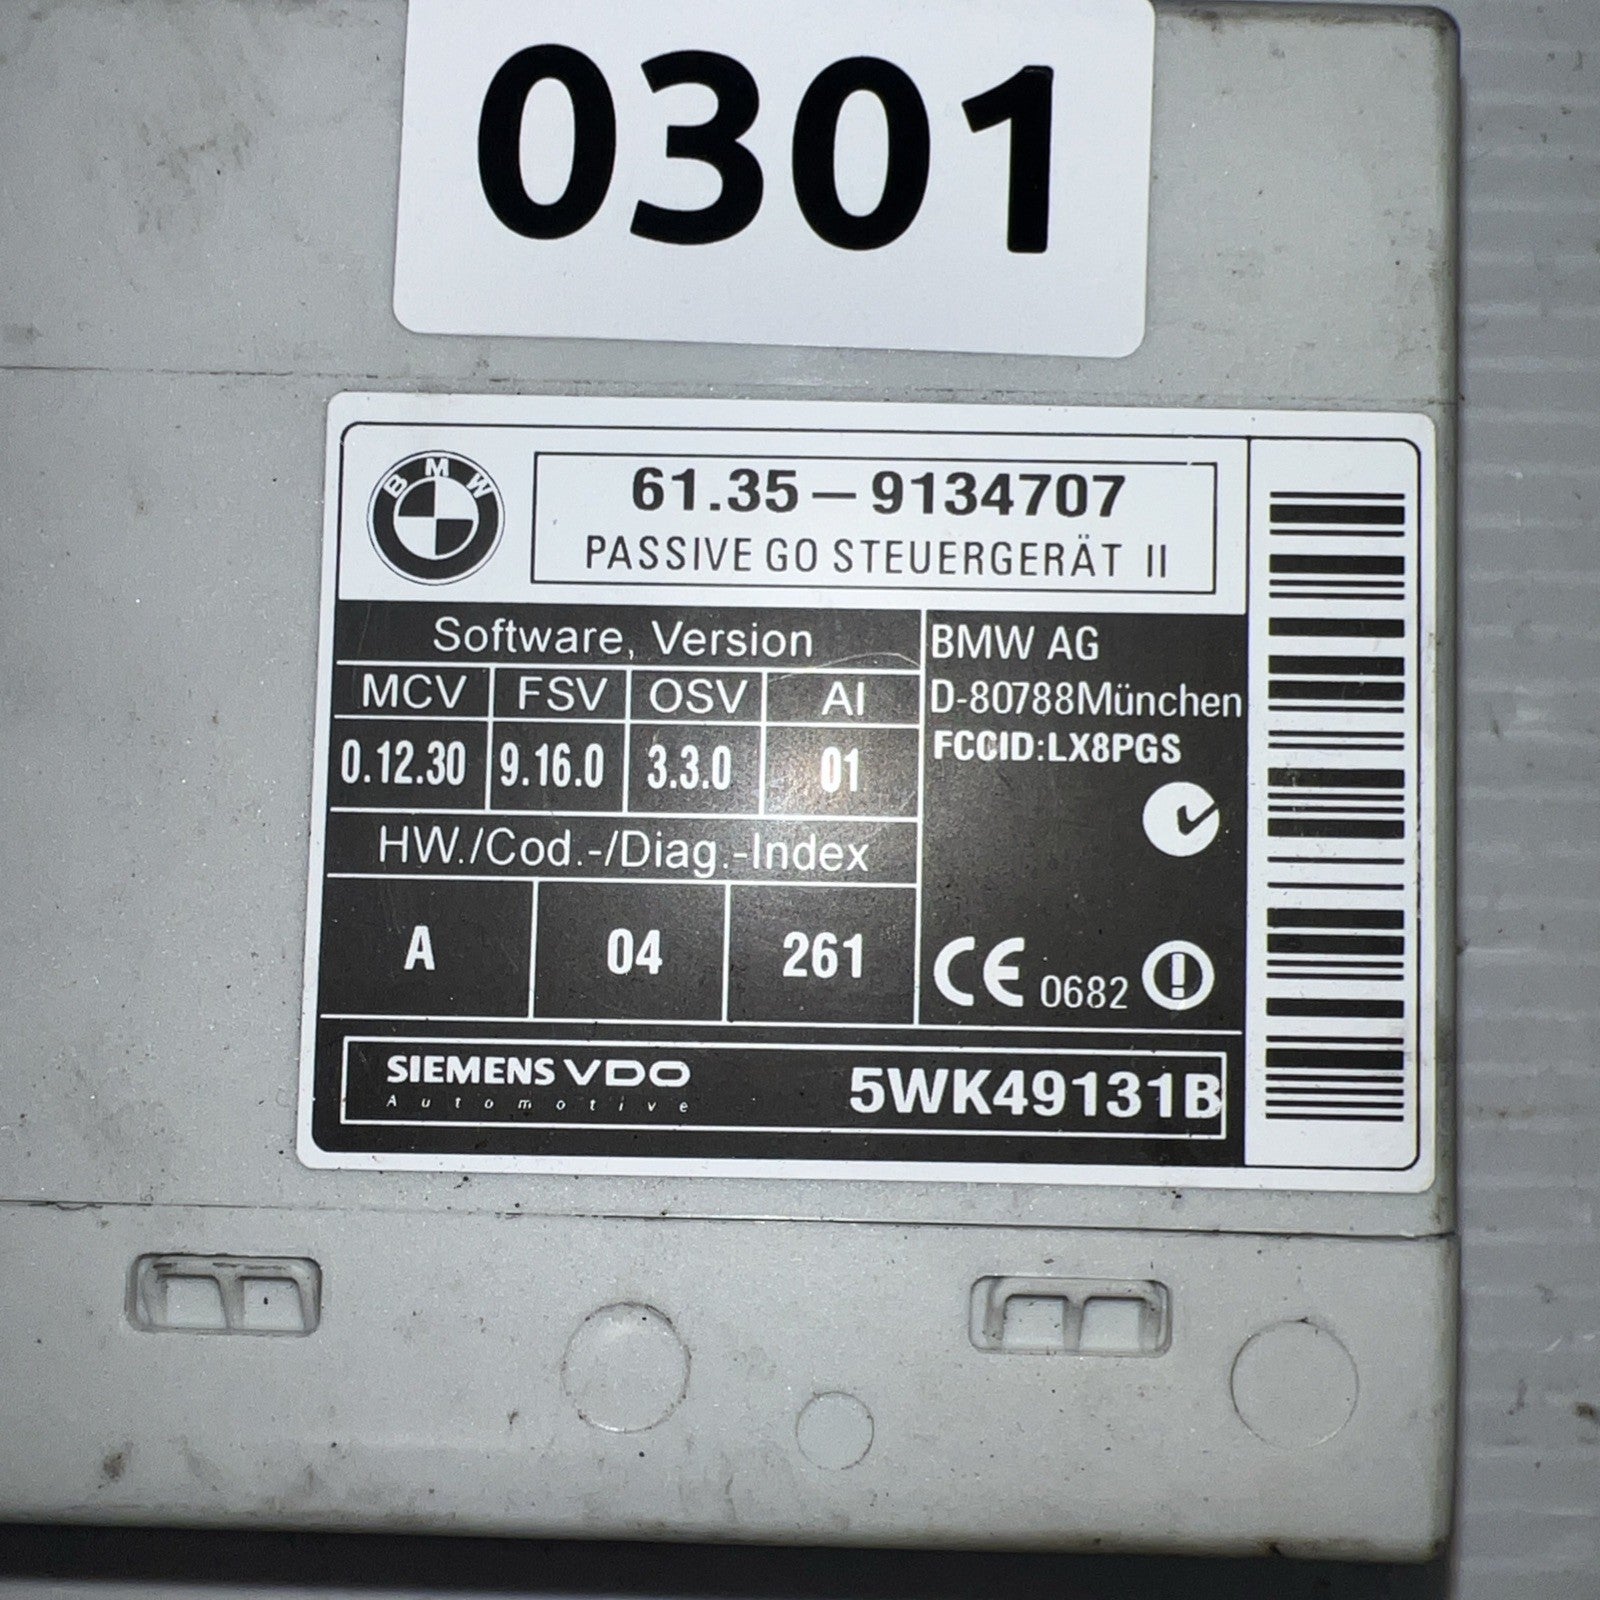 0301
BMW
61.35-9134707
PASSIVE GO STEUERGERÄT II
Software, Version
MCV FSV OSV AI
0.12.30 9.16.0 3.3.0 01
HW./Cod.-/Diag.-Index
A 04 261
BMW AG
D-80788München
FCCID:LX8PGS
CE 0682
SIEMENS VDO
Automotive
5WK49131B